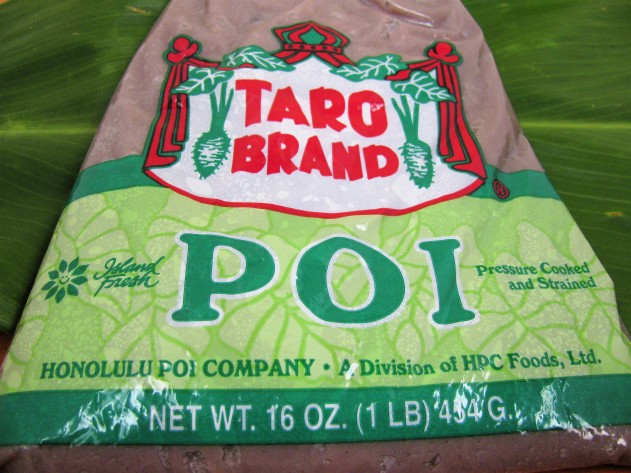 TARO
BRAND
®
POI
Island
Fresh
Pressure Cooked
and Strained
HONOLULU POI COMPANY • A Division of HPC Foods, Ltd.
NET WT. 16 OZ. (1 LB) 454 G.